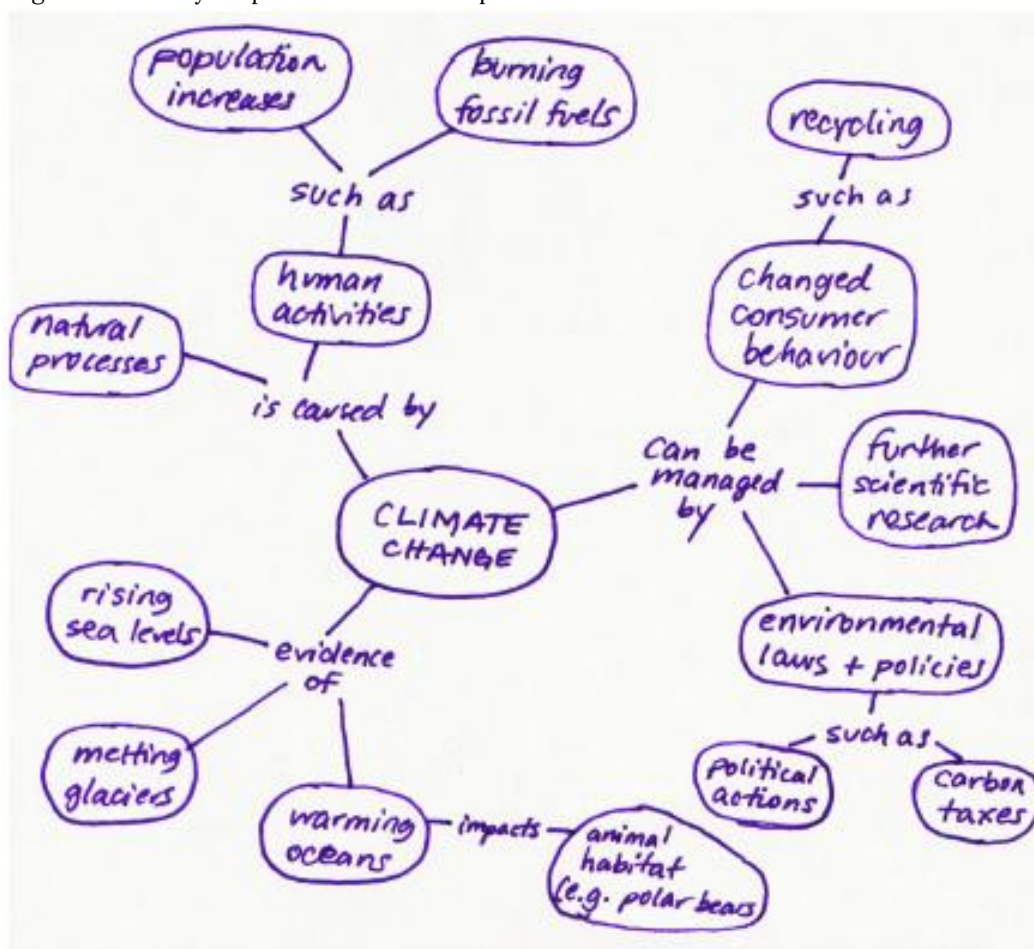 population
increases
burning
fossil fuels
recycling
such as
such as
human
activities
changed
consumer
behaviour
natural
processes
is caused by
can be
managed
by
further
scientific
research
CLIMATE
CHANGE
rising
sea levels
evidence
of
environmental
laws + policies
such as
melting
glaciers
political
actions
carbon
taxes
warming
oceans
impacts
animal
habitat
(e.g. polar bears